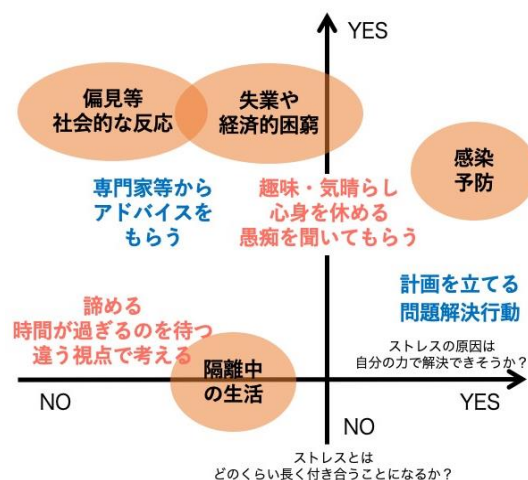 YES
偏見等
社会的な反応
失業や
経済的困窮
感染
予防
専門家等から
アドバイスを
もらう
趣味・気晴らし
心身を休める
愚痴を聞いてもらう
計画を立てる
問題解決行動
諦める
時間が過ぎるのを待つ
違う視点で考える
ストレスの原因は
自分の力で解決できそうか？
隔離中
の生活
NO
YES
NO
ストレスとは
どのくらい長く付き合うことになるか？